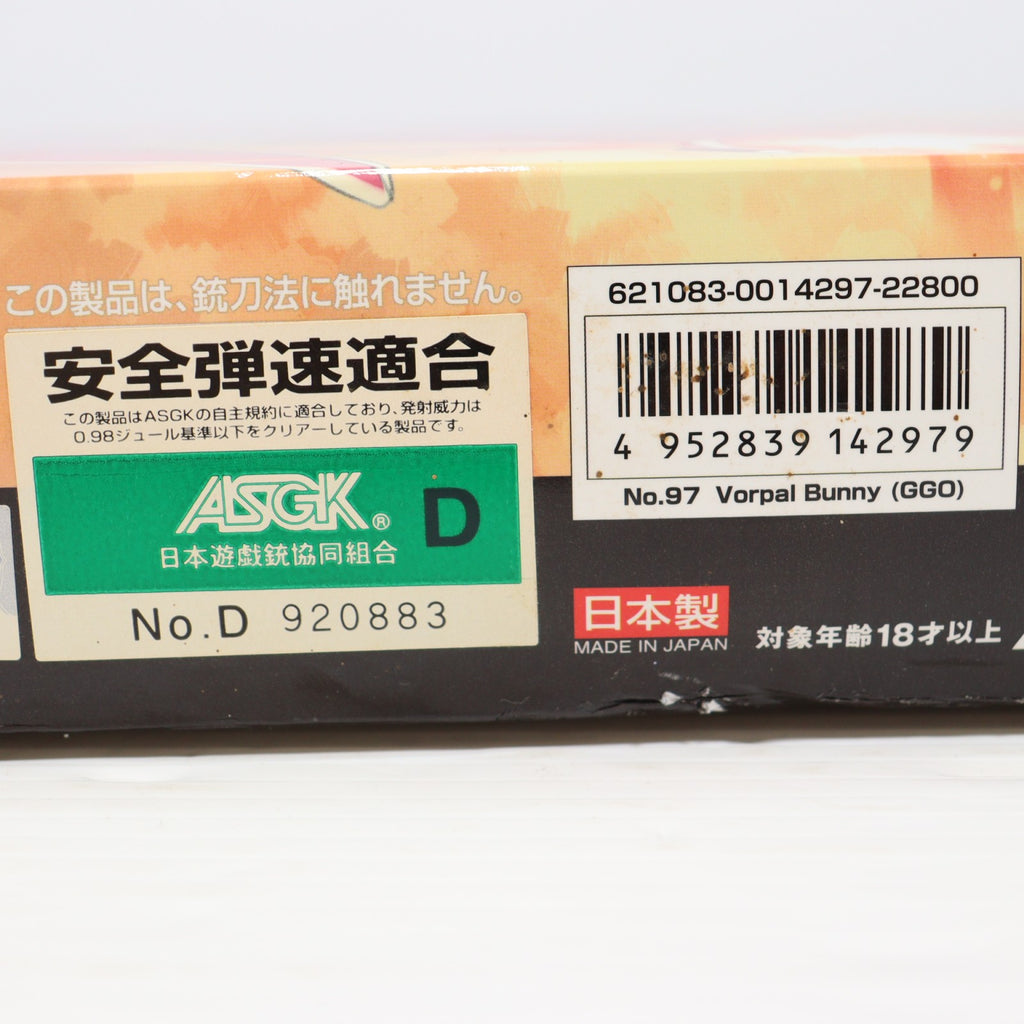 この製品は、銃刀法に触れません。
安全弾速適合
この製品はASGKの自主規約に適合しており、発射威力は
0.98ジュール基準以下をクリアーしている製品です。
ASGK® D
日本遊戯銃協同組合
No.D 920883
621083-0014297-22800
4 952839 142979
No.97 Vorpal Bunny (GGO)
日本製
MADE IN JAPAN
対象年齢18才以上